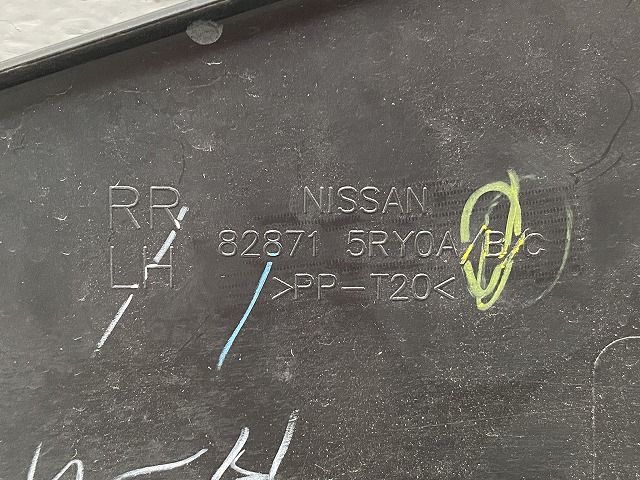 RR
LH
NISSAN
82871 5RY0A/B/C
>PP-T20<